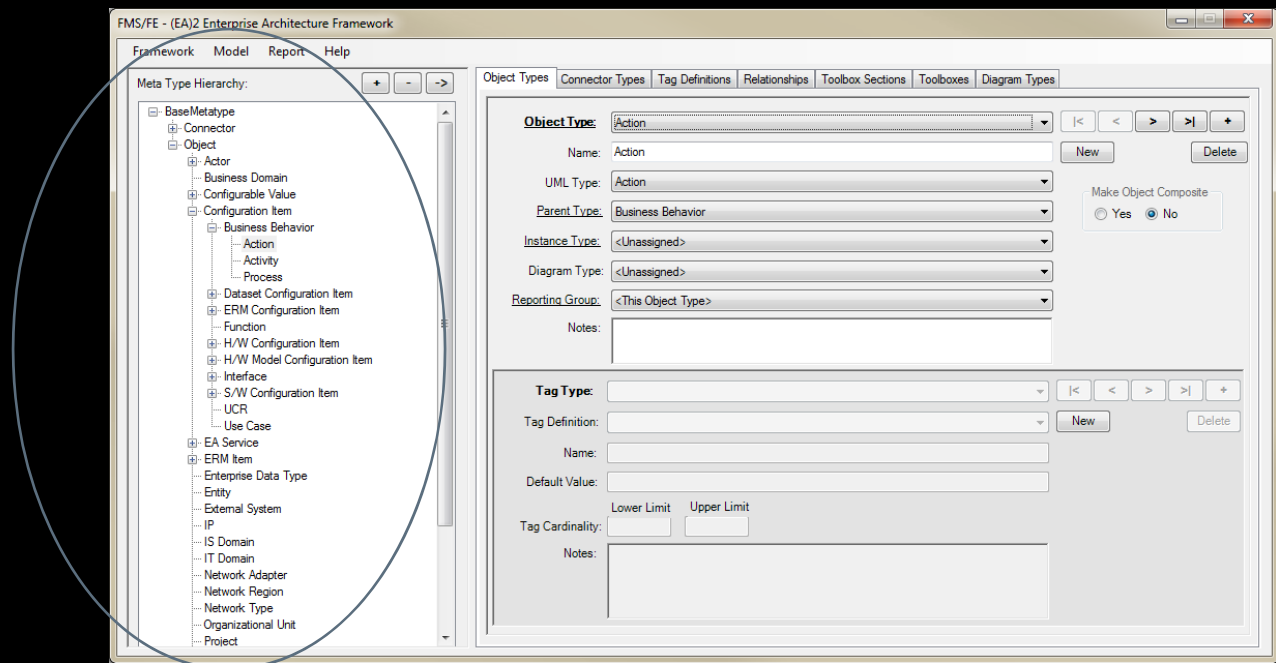 FMS/FE - (EA)2 Enterprise Architecture Framework
Framework Model Report Help
Meta Type Hierarchy:
+ - ->
BaseMetatype
Connector
Object
Actor
Business Domain
Configurable Value
Configuration Item
Business Behavior
Action
Activity
Process
Dataset Configuration Item
ERM Configuration Item
Function
H/W Configuration Item
H/W Model Configuration Item
Interface
S/W Configuration Item
UCR
Use Case
EA Service
ERM Item
Enterprise Data Type
Entity
External System
IP
IS Domain
IT Domain
Network Adapter
Network Region
Network Type
Organizational Unit
Project
Object Types Connector Types Tag Definitions Relationships Toolbox Sections Toolboxes Diagram Types
Object Type: Action |< < > >| +
Name: Action New Delete
UML Type: Action
Make Object Composite
Yes No
Parent Type: Business Behavior
Instance Type: <Unassigned>
Diagram Type: <Unassigned>
Reporting Group: <This Object Type>
Notes:
Tag Type: |< < > >| +
Tag Definition: New Delete
Name:
Default Value:
Lower Limit Upper Limit
Tag Cardinality:
Notes: